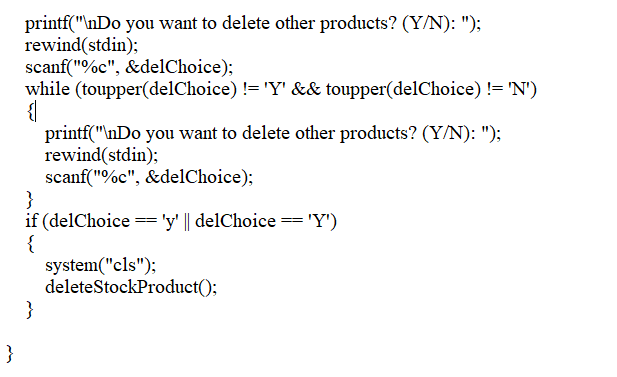 printf("\nDo you want to delete other products? (Y/N): ");
rewind(stdin);
scanf("%c", &delChoice);
while (toupper(delChoice) != 'Y' && toupper(delChoice) != 'N')
{
printf("\nDo you want to delete other products? (Y/N): ");
rewind(stdin);
scanf("%c", &delChoice);
}
if (delChoice == 'y' || delChoice == 'Y')
{
system("cls");
deleteStockProduct();
}
}